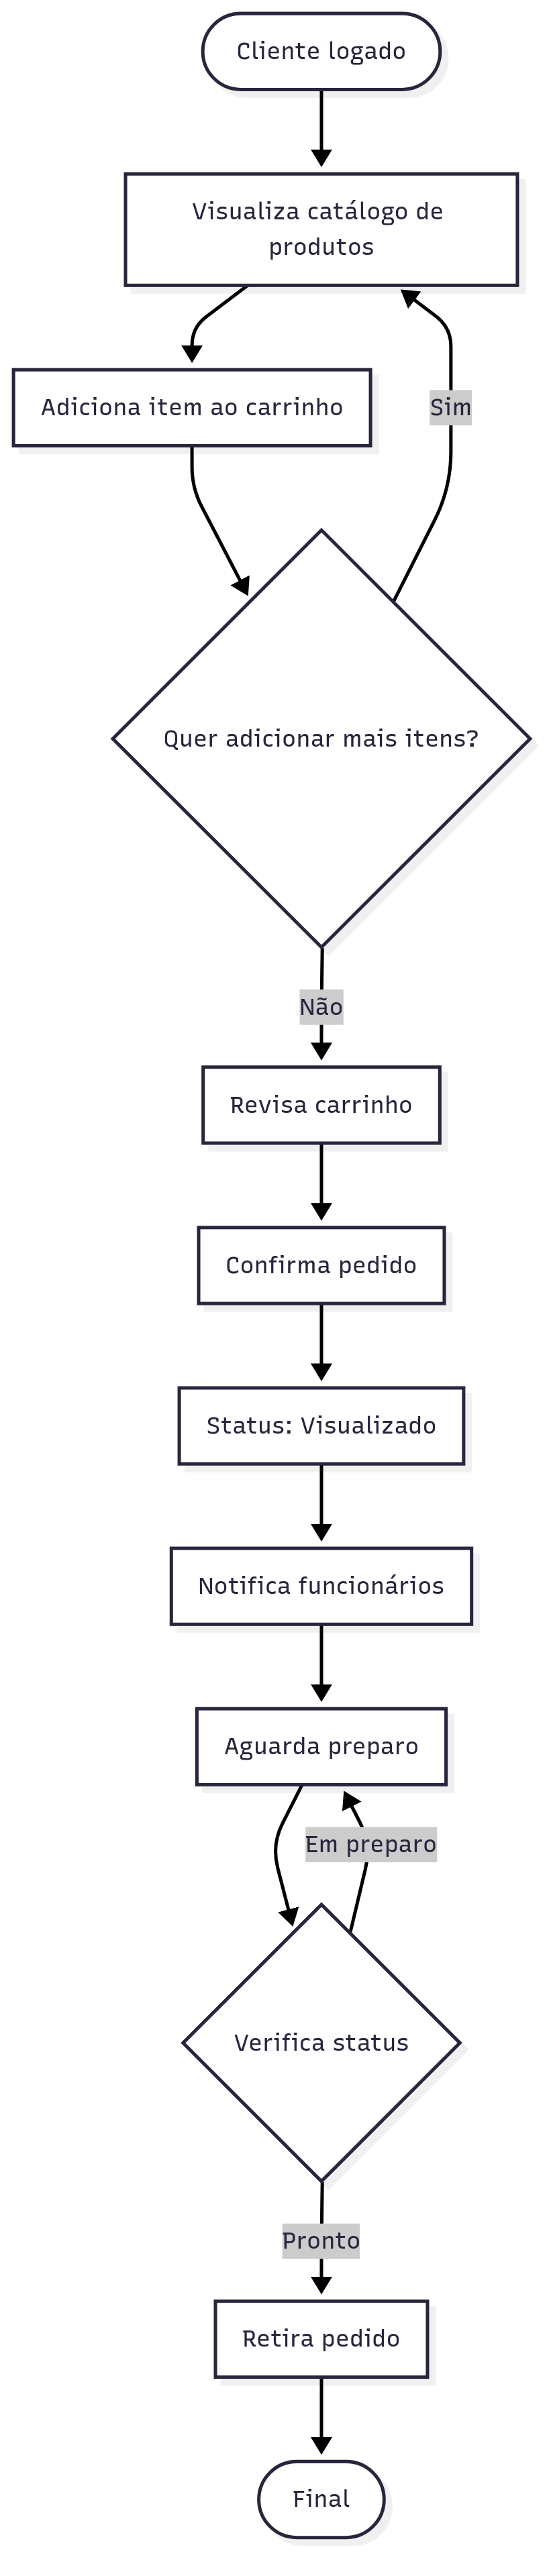 Cliente logado
Visualiza catálogo de
produtos
Adiciona item ao carrinho
Sim
Quer adicionar mais itens?
Não
Revisa carrinho
Confirma pedido
Status: Visualizado
Notifica funcionários
Aguarda preparo
Em preparo
Verifica status
Pronto
Retira pedido
Final